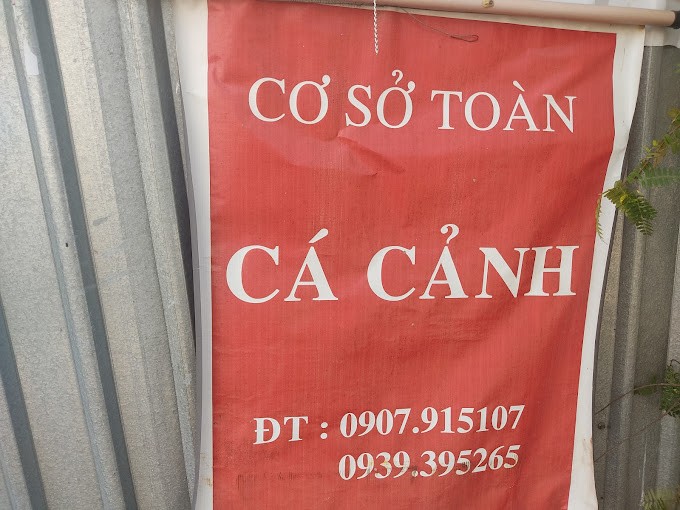 CƠ SỞ TOÀN
CÁ CẢNH
ĐT : 0907.915107
0939.395265